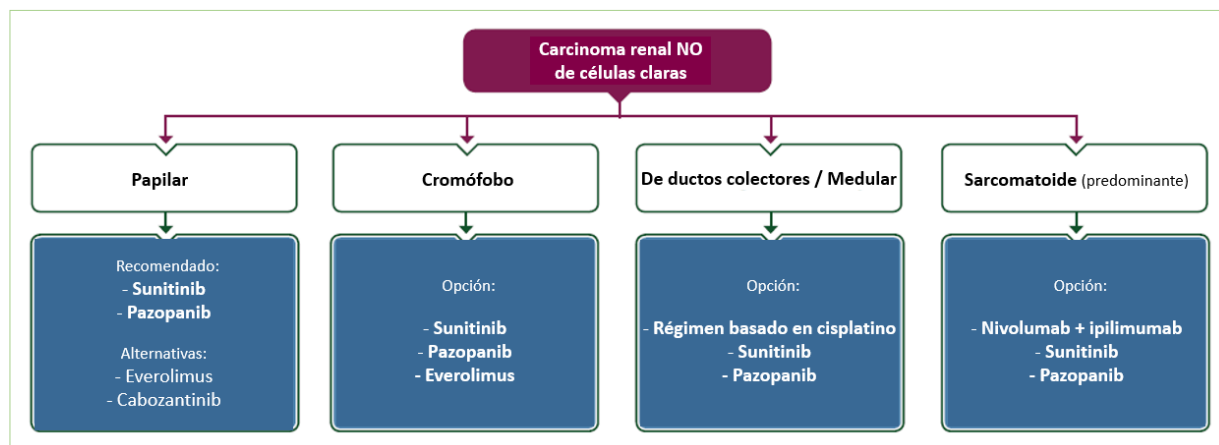 Carcinoma renal NO
de células claras
Papilar
Cromófobo
De ductos colectores / Medular
Sarcomatoide (predominante)
Recomendado:
- Sunitinib
- Pazopanib
Alternativas:
- Everolimus
- Cabozantinib
Opción:
- Sunitinib
- Pazopanib
- Everolimus
Opción:
- Régimen basado en cisplatino
- Sunitinib
- Pazopanib
Opción:
- Nivolumab + ipilimumab
- Sunitinib
- Pazopanib